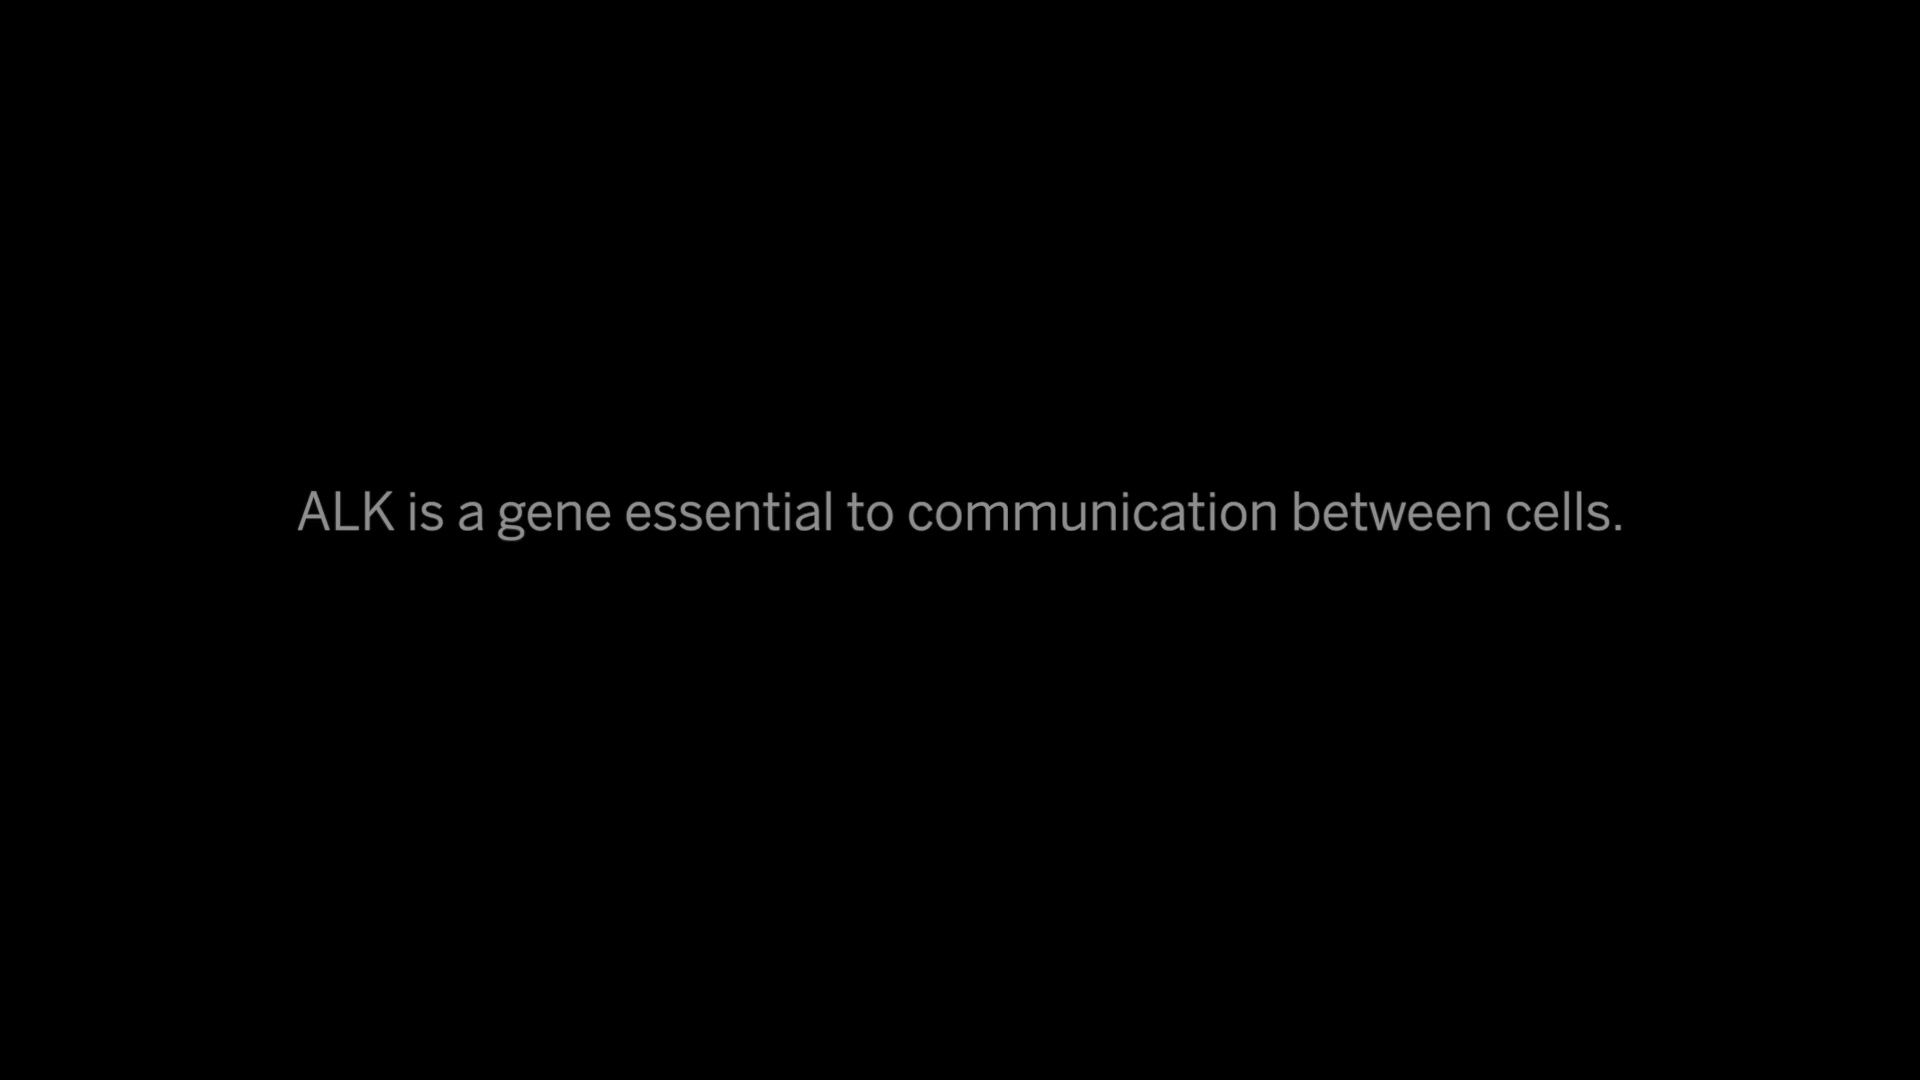 ALK is a gene essential to communication between cells.